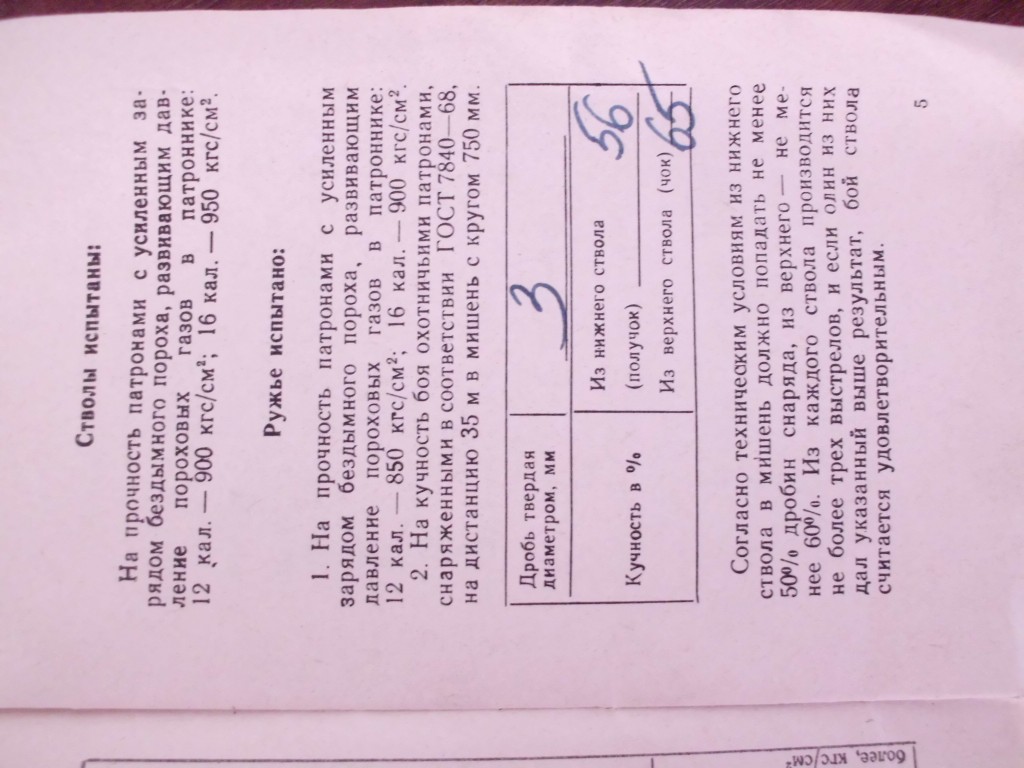 Стволы испытаны:
На прочность патронами с усиленным за-
рядом бездымного пороха, развивающим дав-
ление пороховых газов в патроннике:
12 кал. — 900 кгс/см²; 16 кал. — 950 кгс/см².
Ружье испытано:
1. На прочность патронами с усиленным
зарядом бездымного пороха, развивающим
давление пороховых газов в патроннике:
12 кал. — 850 кгс/см²; 16 кал. — 900 кгс/см².
2. На кучность боя охотничьими патронами,
снаряженными в соответствии ГОСТ 7840—68,
на дистанцию 35 м в мишень с кругом 750 мм.
Дробь твердая
диаметром, мм
3
Кучность в %
Из нижнего ствола
(получок) 56
Из верхнего ствола (чок) 65
Согласно техническим условиям из нижнего
ствола в мишень должно попадать не менее
50% дробин снаряда, из верхнего — не ме-
нее 60%. Из каждого ствола производится
не более трех выстрелов, и если один из них
дал указанный выше результат, бой ствола
считается удовлетворительным.
5
более, кгс/см²